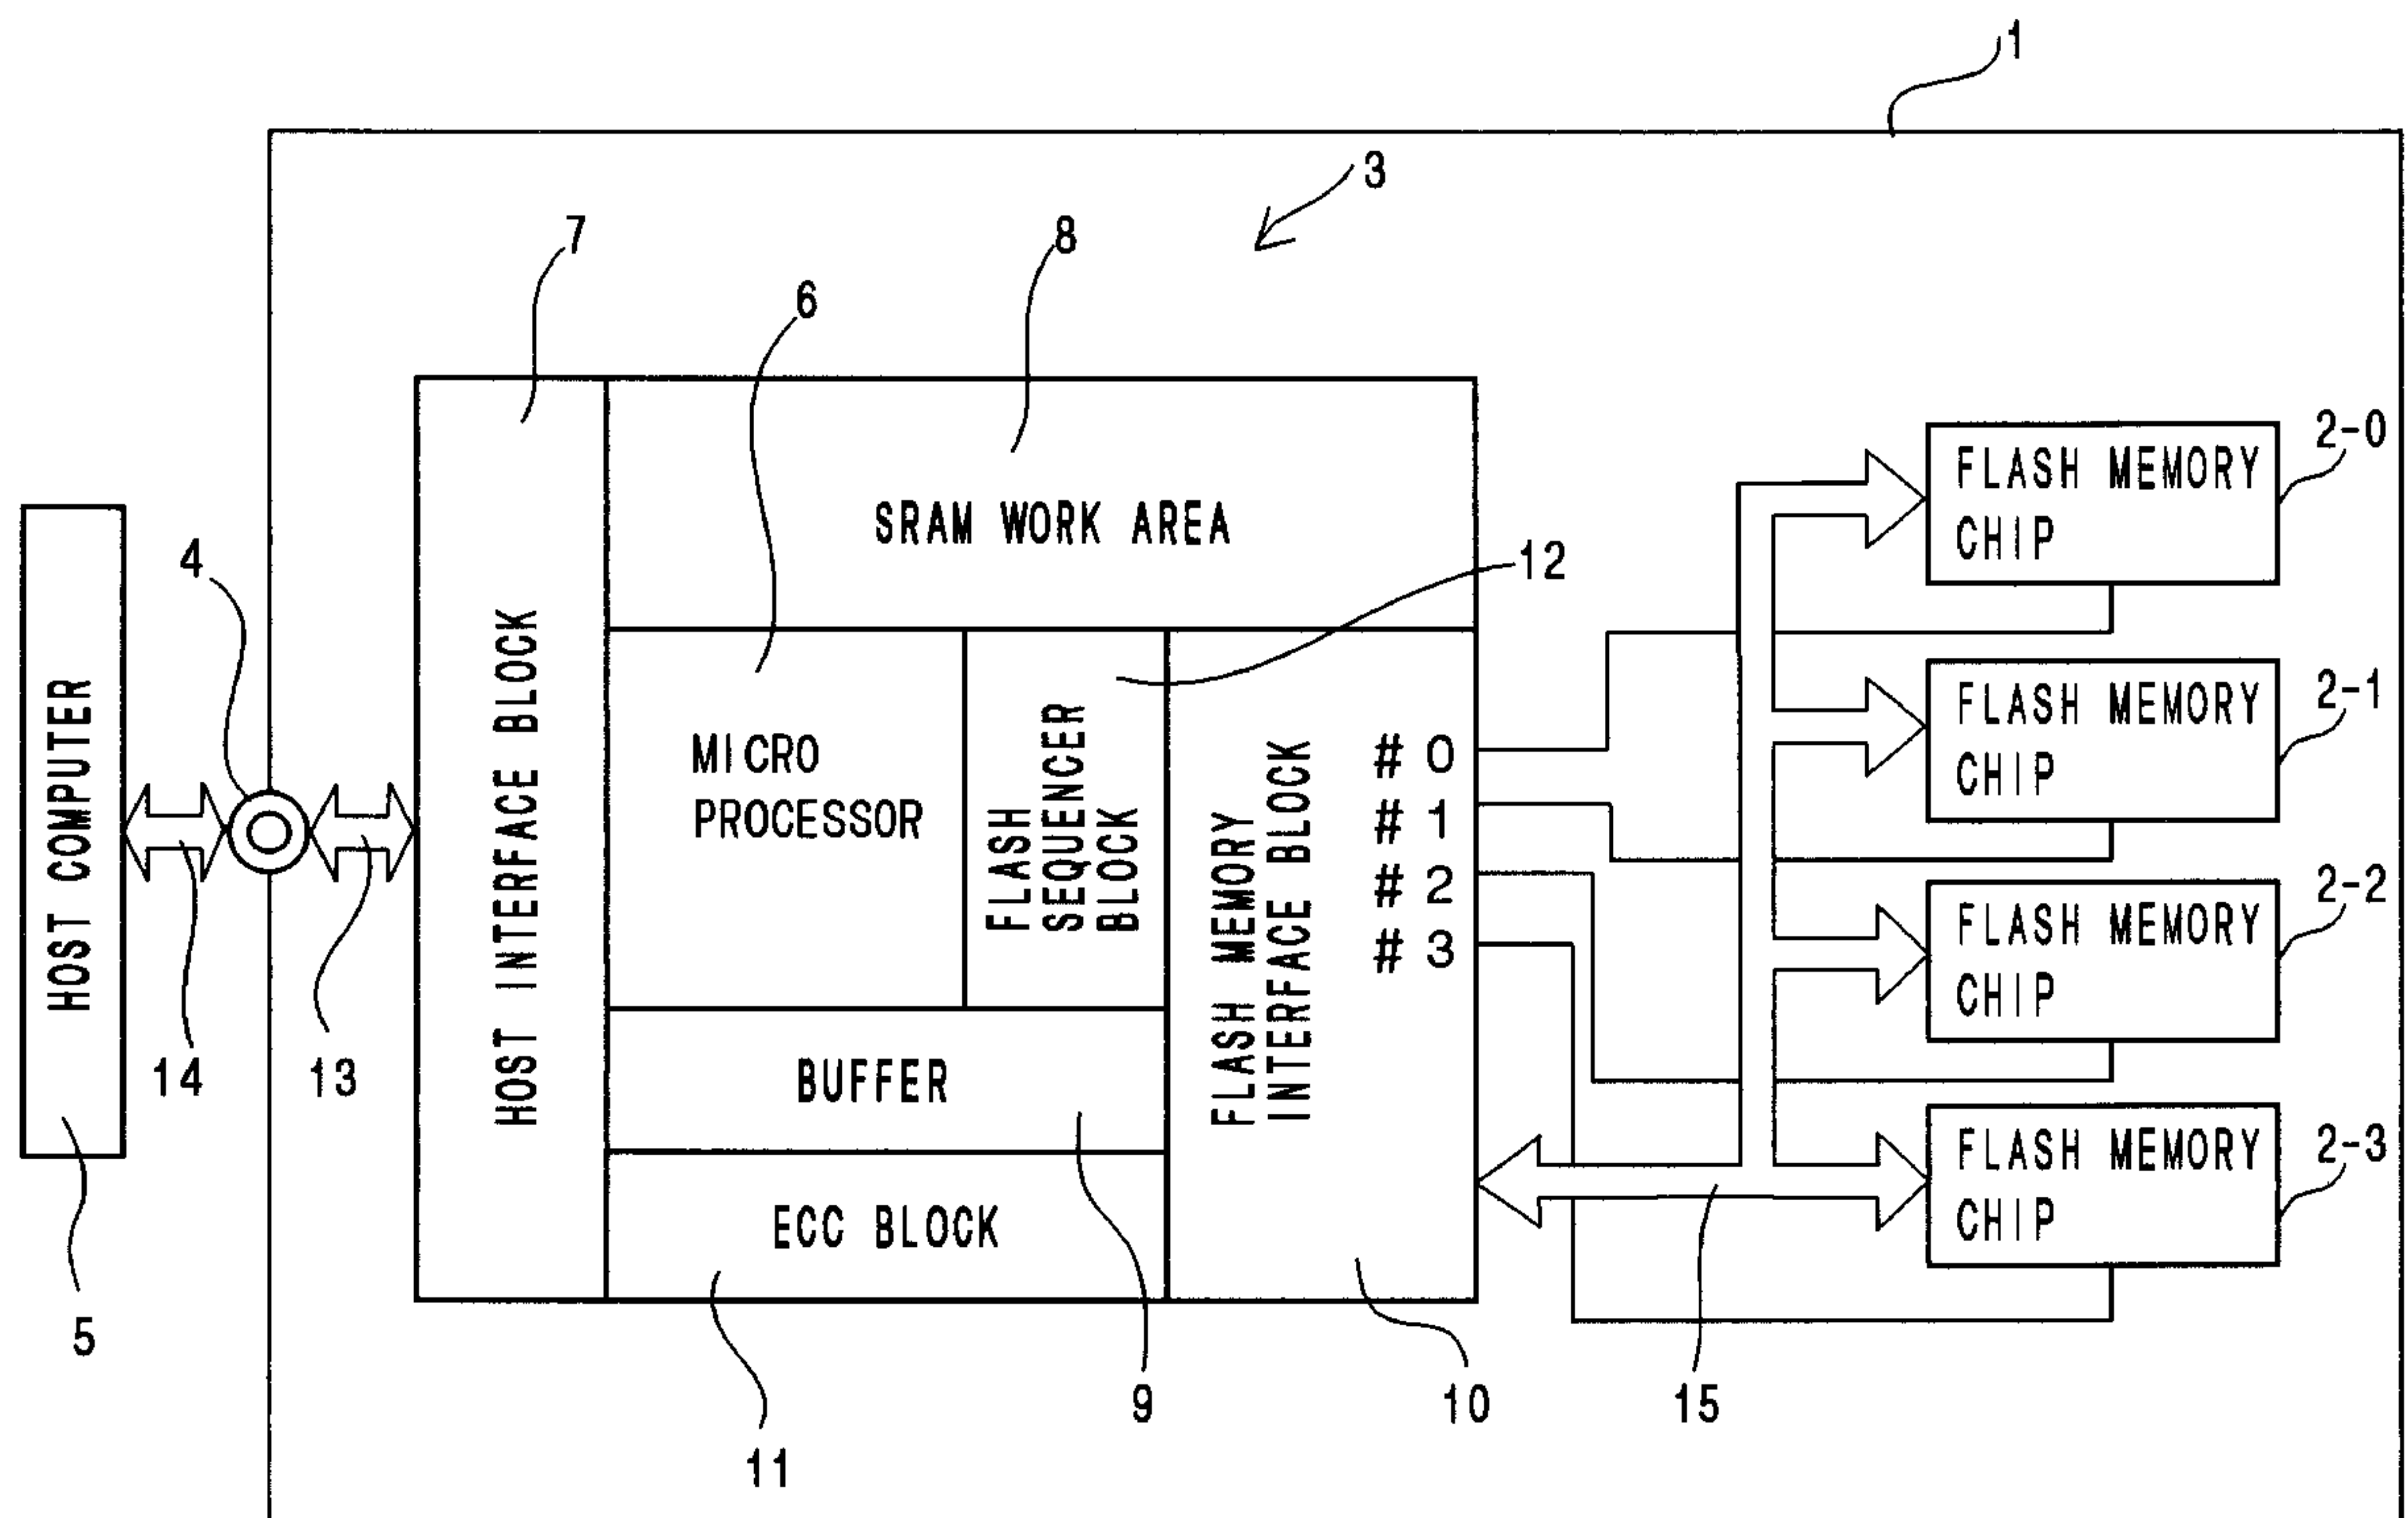 1
3
7
8
6
2-0
FLASH MEMORY
CHIP
SRAM WORK AREA
4
12
HOST COMPUTER
HOST INTERFACE BLOCK
MICRO
PROCESSOR
FLASH
SEQUENCER
BLOCK
FLASH MEMORY
INTERFACE BLOCK
# 0
# 1
# 2
# 3
2-1
FLASH MEMORY
CHIP
2-2
FLASH MEMORY
CHIP
14
13
BUFFER
2-3
FLASH MEMORY
CHIP
ECC BLOCK
5
9
10
15
11